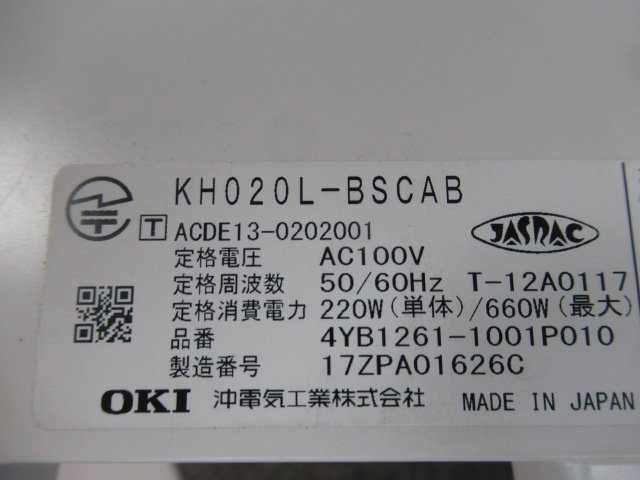 KH020L-BSCAB
T ACDE13-0202001
JASRAC
定格電圧 AC100V
定格周波数 50/60Hz T-12A0117
定格消費電力 220W(単体)/660W(最大)
品番 4YB1261-1001P010
製造番号 17ZPA01626C
OKI 沖電気工業株式会社 MADE IN JAPAN